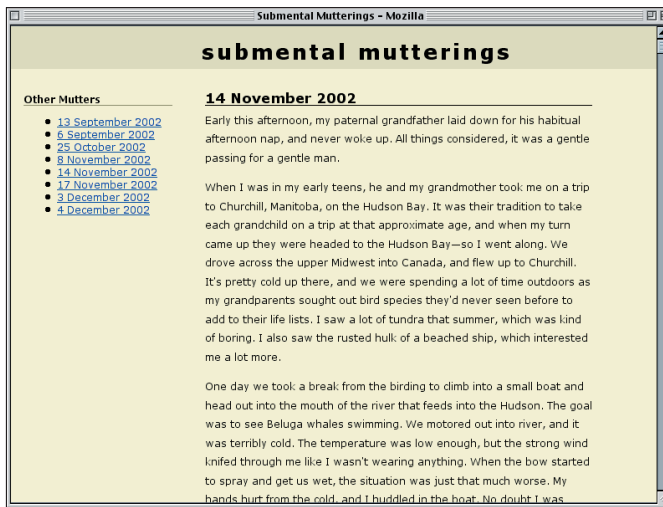 Submental Mutterings - Mozilla
submental mutterings
Other Mutters
13 September 2002
6 September 2002
25 October 2002
8 November 2002
14 November 2002
17 November 2002
3 December 2002
4 December 2002
14 November 2002
Early this afternoon, my paternal grandfather laid down for his habitual
afternoon nap, and never woke up. All things considered, it was a gentle
passing for a gentle man.
When I was in my early teens, he and my grandmother took me on a trip
to Churchill, Manitoba, on the Hudson Bay. It was their tradition to take
each grandchild on a trip at that approximate age, and when my turn
came up they were headed to the Hudson Bay—so I went along. We
drove across the upper Midwest into Canada, and flew up to Churchill.
It's pretty cold up there, and we were spending a lot of time outdoors as
my grandparents sought out bird species they'd never seen before to
add to their life lists. I saw a lot of tundra that summer, which was kind
of boring. I also saw the rusted hulk of a beached ship, which interested
me a lot more.
One day we took a break from the birding to climb into a small boat and
head out into the mouth of the river that feeds into the Hudson. The goal
was to see Beluga whales swimming. We motored out into river, and it
was terribly cold. The temperature was low enough, but the strong wind
knifed through me like I wasn't wearing anything. When the bow started
to spray and get us wet, the situation was just that much worse. My
hands hurt from the cold, and I huddled in the boat. No doubt I was